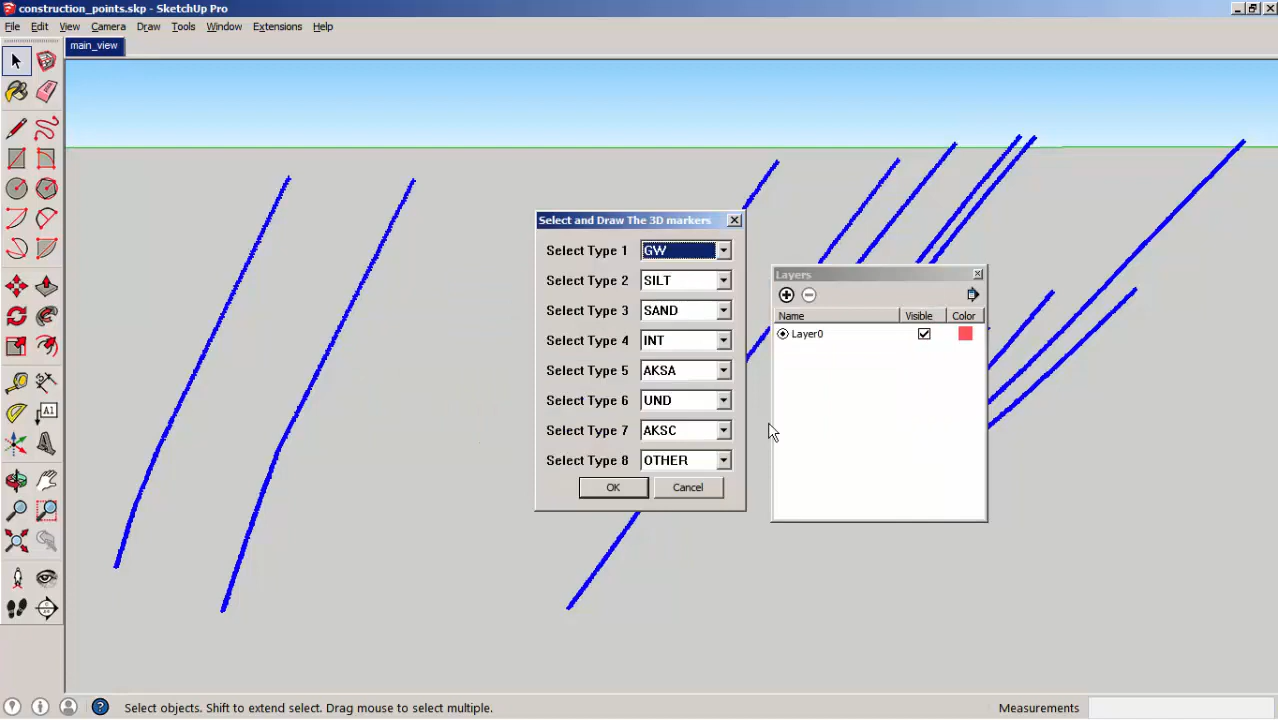 construction_points.skp - SketchUp Pro
File Edit View Camera Draw Tools Window Extensions Help
main_view
A1
Select and Draw The 3D markers
Select Type 1 GW
Select Type 2 SILT
Select Type 3 SAND
Select Type 4 INT
Select Type 5 AKSA
Select Type 6 UND
Select Type 7 AKSC
Select Type 8 OTHER
OK Cancel
Layers
Name Visible Color
Layer0
Select objects. Shift to extend select. Drag mouse to select multiple.
Measurements